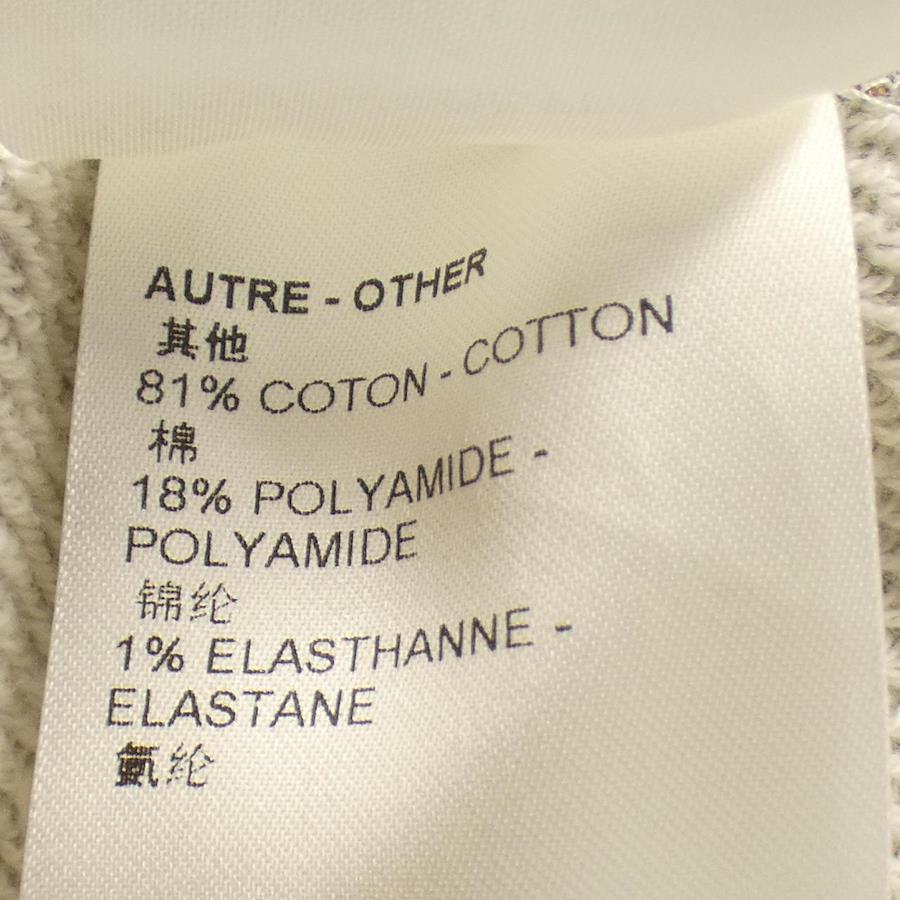 AUTRE - OTHER
其他
81% COTON - COTTON
棉
18% POLYAMIDE -
POLYAMIDE
锦纶
1% ELASTHANNE -
ELASTANE
氨纶